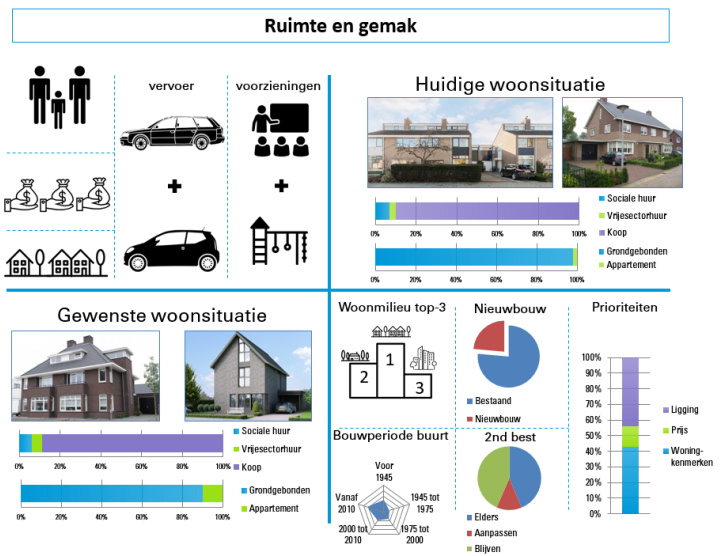 Ruimte en gemak
vervoer
voorzieningen
Huidige woonsituatie
Sociale huur
Vrijesectorhuur
Koop
0% 20% 40% 60% 80% 100%
Grondgebonden
Appartement
0% 20% 40% 60% 80% 100%
Gewenste woonsituatie
Sociale huur
Vrijesectorhuur
Koop
0% 20% 40% 60% 80% 100%
Grondgebonden
Appartement
0% 20% 40% 60% 80% 100%
Woonmilieu top-3
1
2
3
Nieuwbouw
Bestaand
Nieuwbouw
Bouwperiode buurt
Voor
1945
1945 tot
1975
1975 tot
2000
2000 tot
2010
Vanaf
2010
2nd best
Elders
Aanpassen
Blijven
Prioriteiten
100%
90%
80%
70%
60%
50%
40%
30%
20%
10%
0%
Ligging
Prijs
Woning-
kenmerken